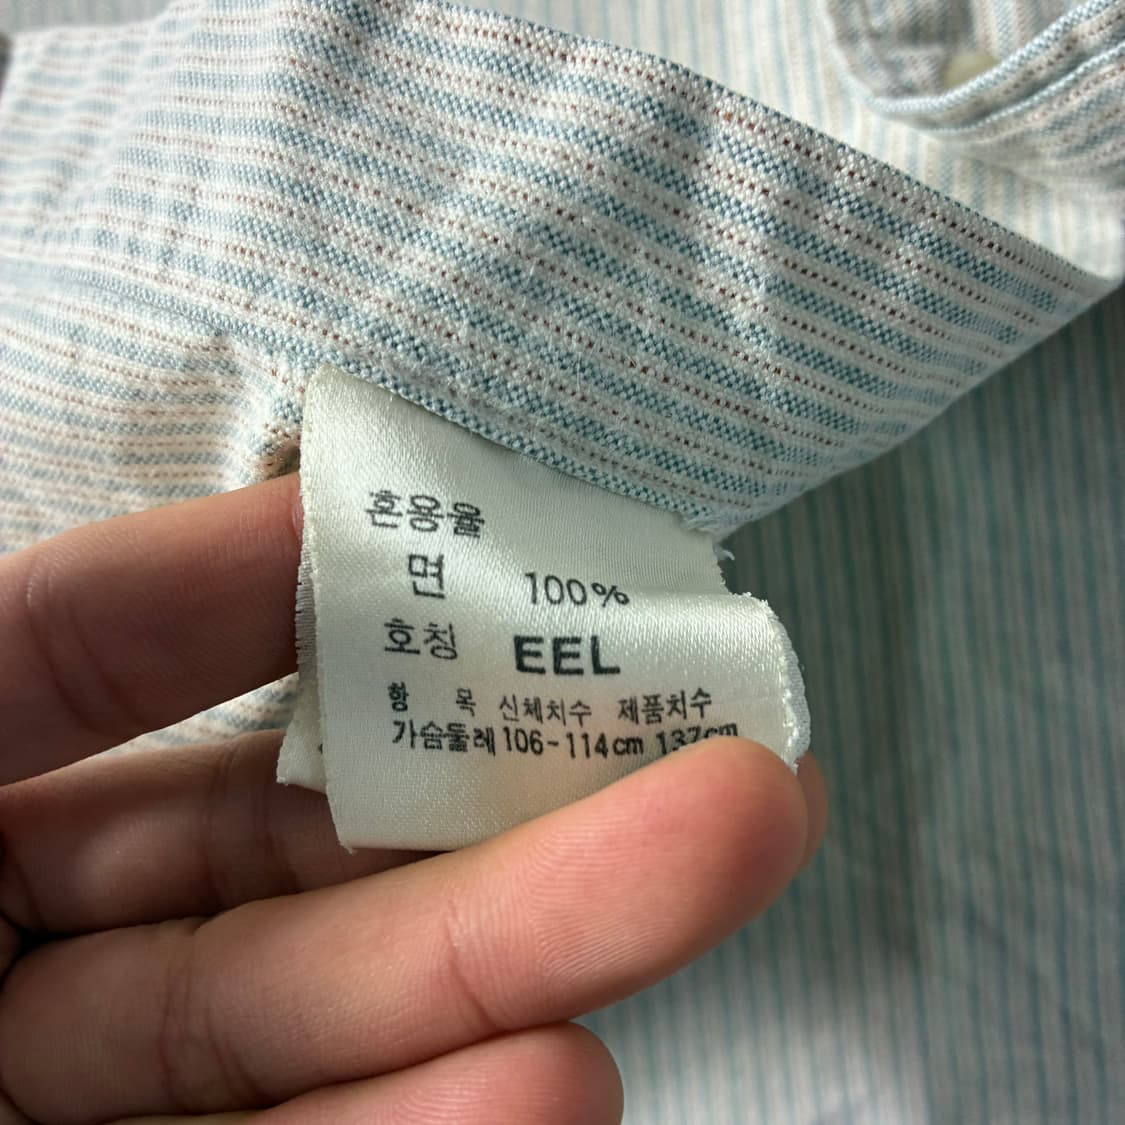 혼용율
면 100%
호칭 EEL
항 목 신체치수 제품치수
가슴둘레 106-114cm 137cm